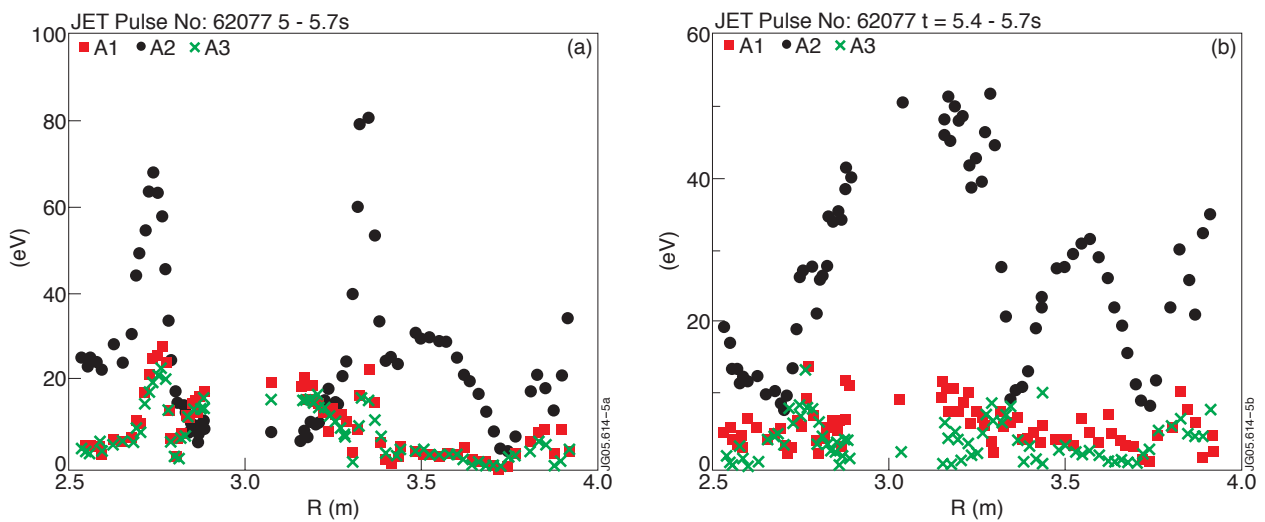 JET Pulse No: 62077 5 - 5.7s
100
80
60
40
20
0
(eV)
A1 A2 A3
(a)
2.5 3.0 3.5 4.0
R (m)
JG05.614-5a
JET Pulse No: 62077 t = 5.4 - 5.7s
60
40
20
0
(eV)
A1 A2 A3
(b)
2.5 3.0 3.5 4.0
R (m)
JG05.614-5b